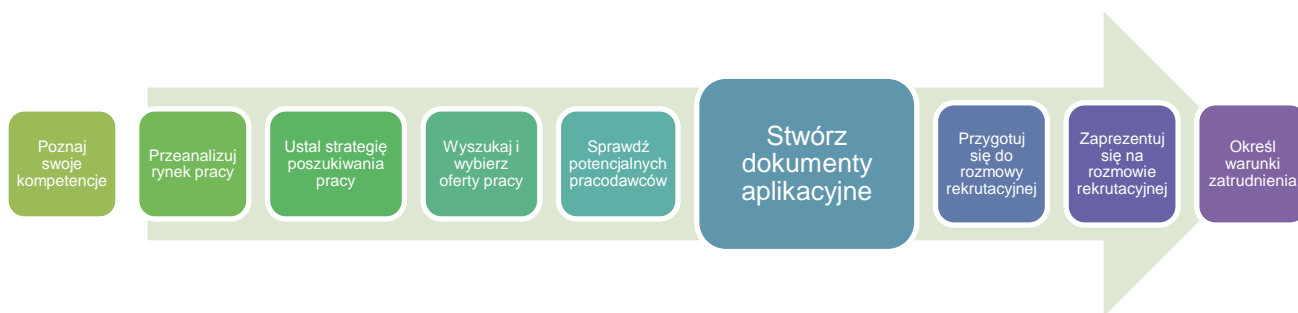 Poznaj
swoje
kompetencje
Przeanalizuj
rynek pracy
Ustal strategię
poszukiwania
pracy
Wyszukaj i
wybierz
oferty pracy
Sprawdź
potencjalnych
pracodawców
Stwórz
dokumenty
aplikacyjne
Przygotuj
się do
rozmowy
rekrutacyjnej
Zaprezentuj
się na
rozmowie
rekrutacyjnej
Określ
warunki
zatrudnienia